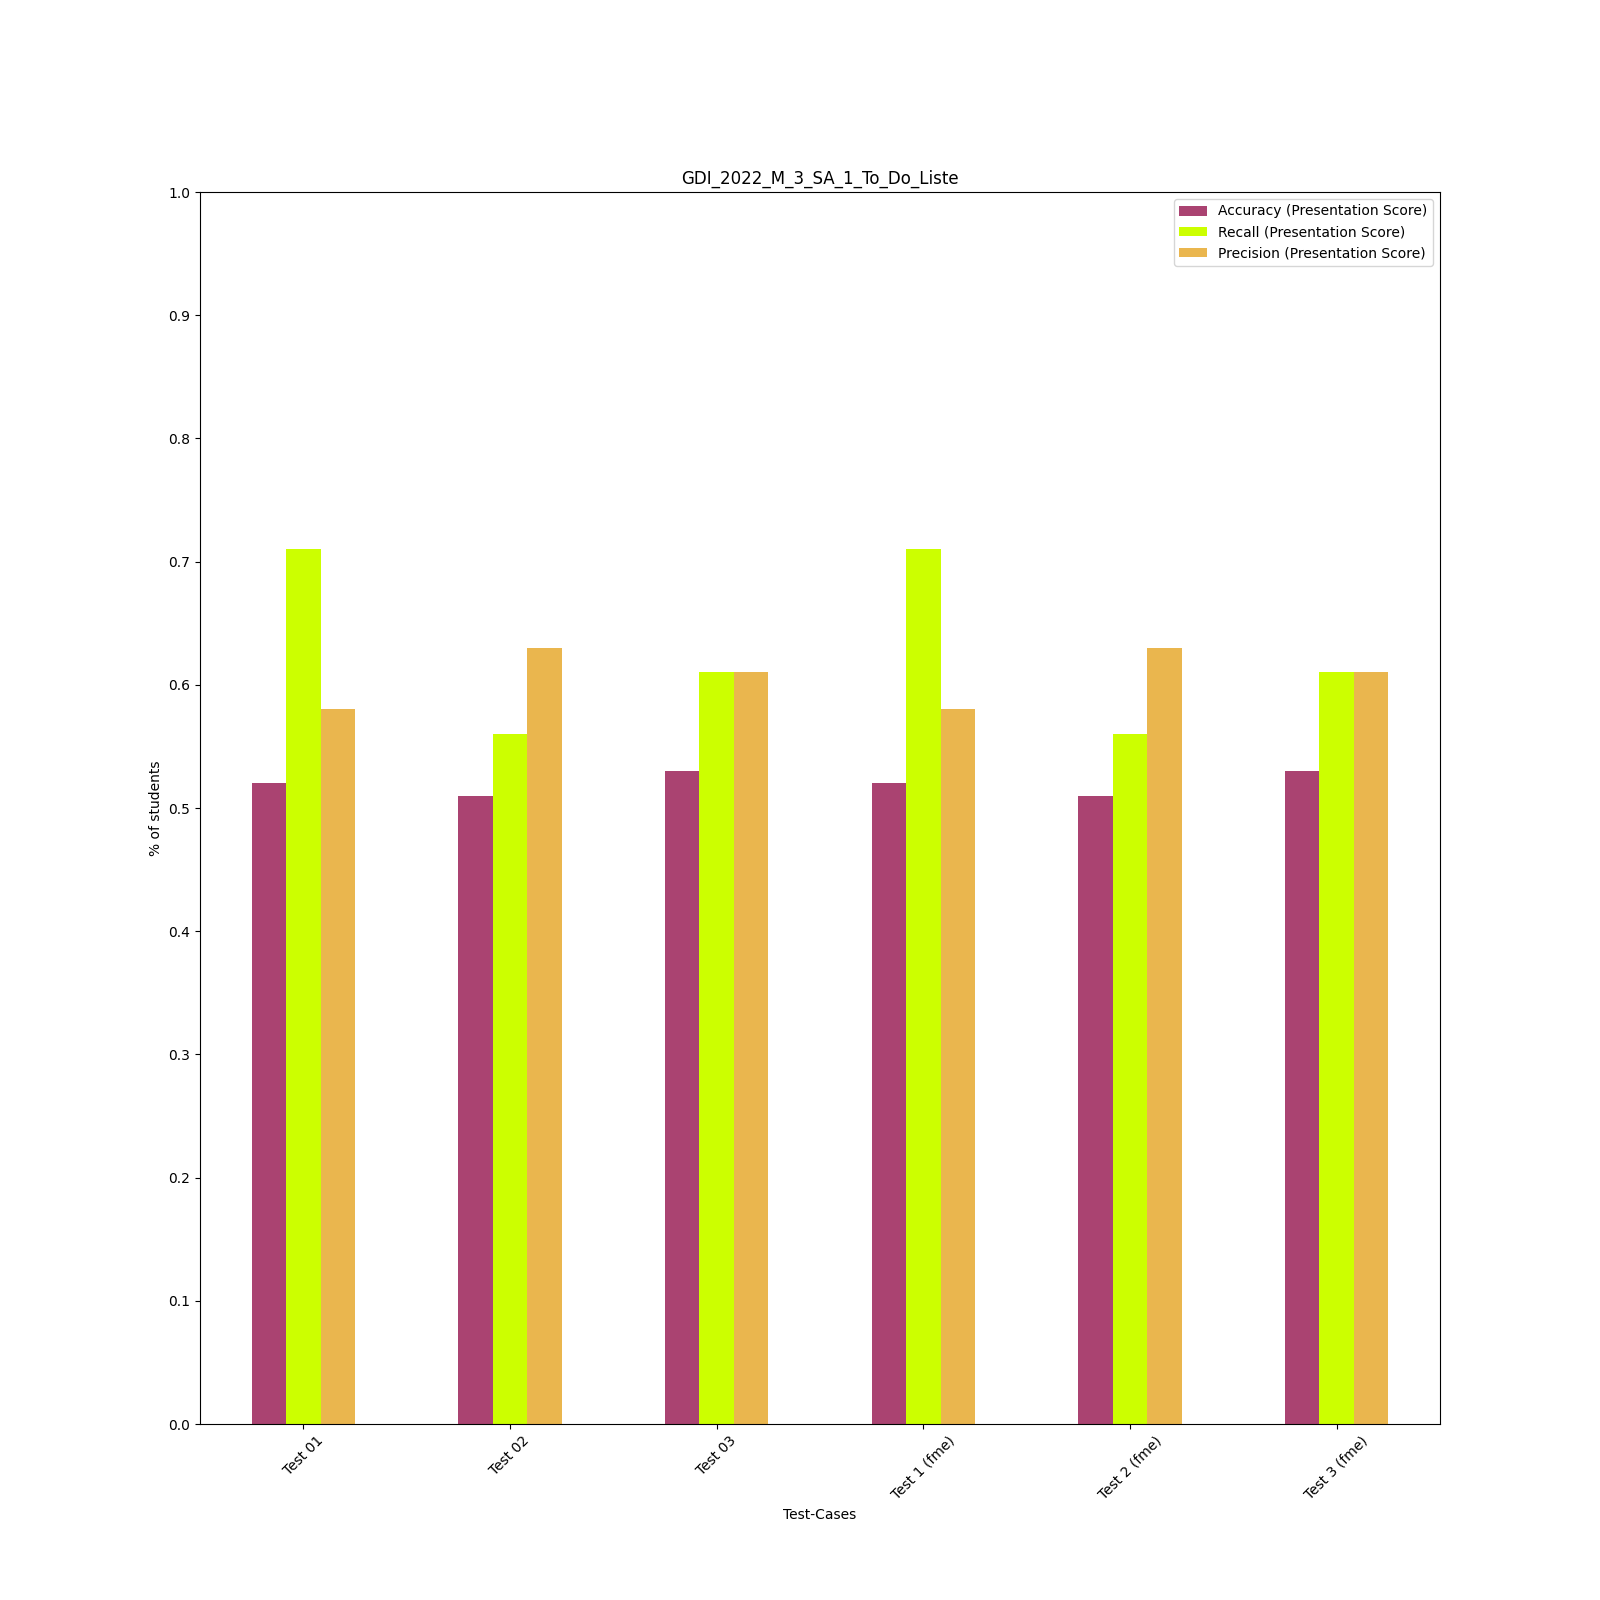 GDI_2022_M_3_SA_1_To_Do_Liste
Accuracy (Presentation Score)
Recall (Presentation Score)
Precision (Presentation Score)
1.0
0.9
0.8
0.7
0.6
0.5
0.4
0.3
0.2
0.1
0.0
% of students
Test 01
Test 02
Test 03
Test 1 (fme)
Test 2 (fme)
Test 3 (fme)
Test-Cases